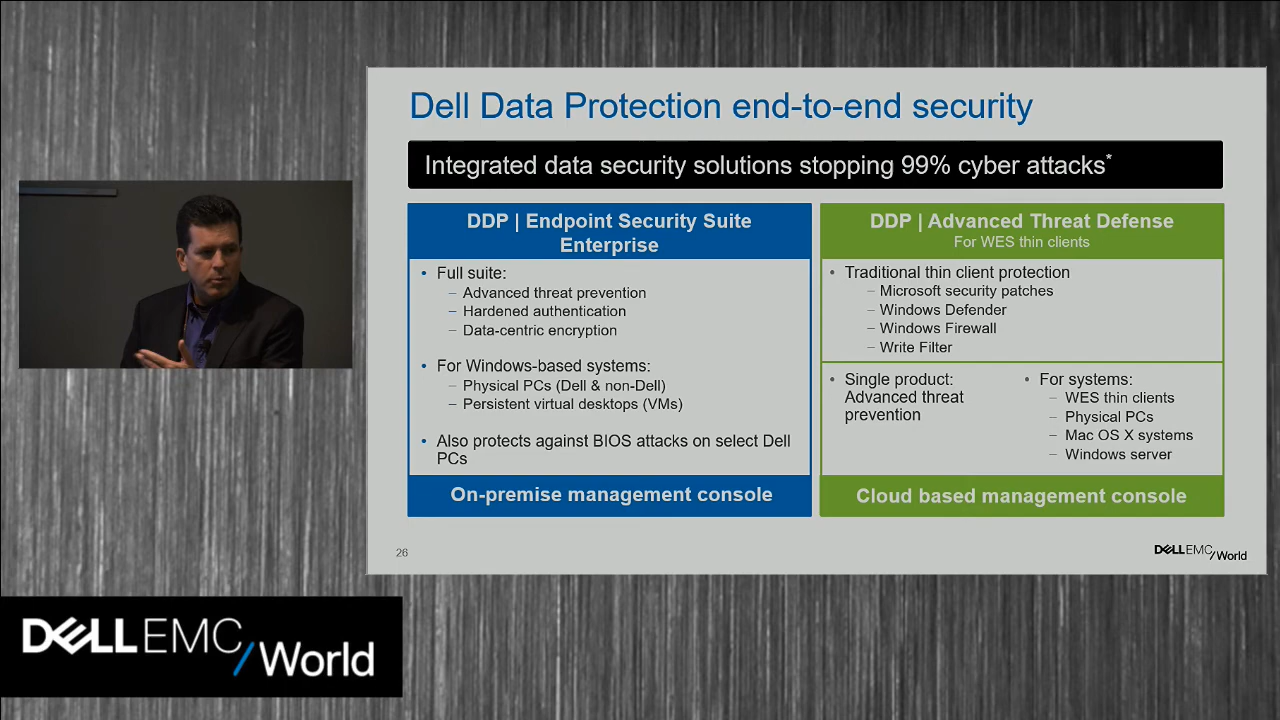 Dell Data Protection end-to-end security
Integrated data security solutions stopping 99% cyber attacks*
DDP | Endpoint Security Suite
Enterprise
• Full suite:
– Advanced threat prevention
– Hardened authentication
– Data-centric encryption
• For Windows-based systems:
– Physical PCs (Dell & non-Dell)
– Persistent virtual desktops (VMs)
• Also protects against BIOS attacks on select Dell
PCs
On-premise management console
DDP | Advanced Threat Defense
For WES thin clients
• Traditional thin client protection
– Microsoft security patches
– Windows Defender
– Windows Firewall
– Write Filter
• Single product:
Advanced threat
prevention
• For systems:
– WES thin clients
– Physical PCs
– Mac OS X systems
– Windows server
Cloud based management console
26
DELLEMC
/World
DELLEMC
/World